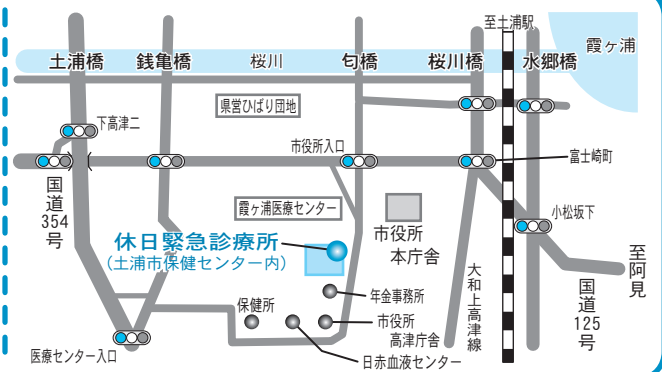 至土浦駅
霞ヶ浦
土浦橋
銭亀橋
桜川
匂橋
桜川橋
水郷橋
県営ひばり団地
下高津二
市役所入口
富士崎町
国道354号
霞ヶ浦医療センター
小松坂下
休日緊急診療所
(土浦市保健センター内)
市役所
本庁舎
至阿見
大和上高津線
国道125号
年金事務所
保健所
市役所
高津庁舎
日赤血液センター
医療センター入口